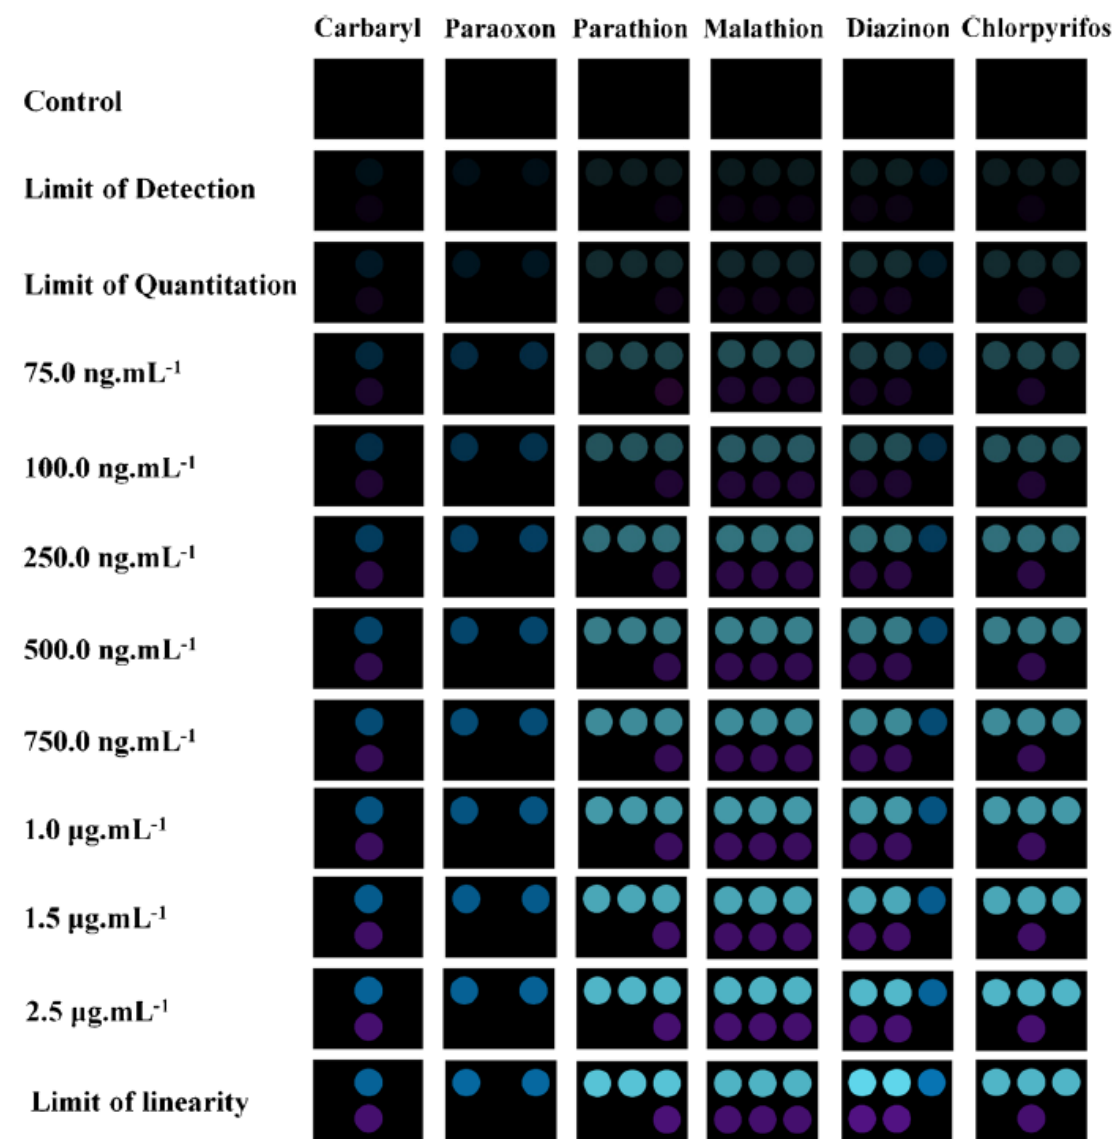 Carbaryl Paraoxon Parathion Malathion Diazinon Chlorpyrifos
Control
Limit of Detection
Limit of Quantitation
75.0 ng.mL⁻¹
100.0 ng.mL⁻¹
250.0 ng.mL⁻¹
500.0 ng.mL⁻¹
750.0 ng.mL⁻¹
1.0 µg.mL⁻¹
1.5 µg.mL⁻¹
2.5 µg.mL⁻¹
Limit of linearity